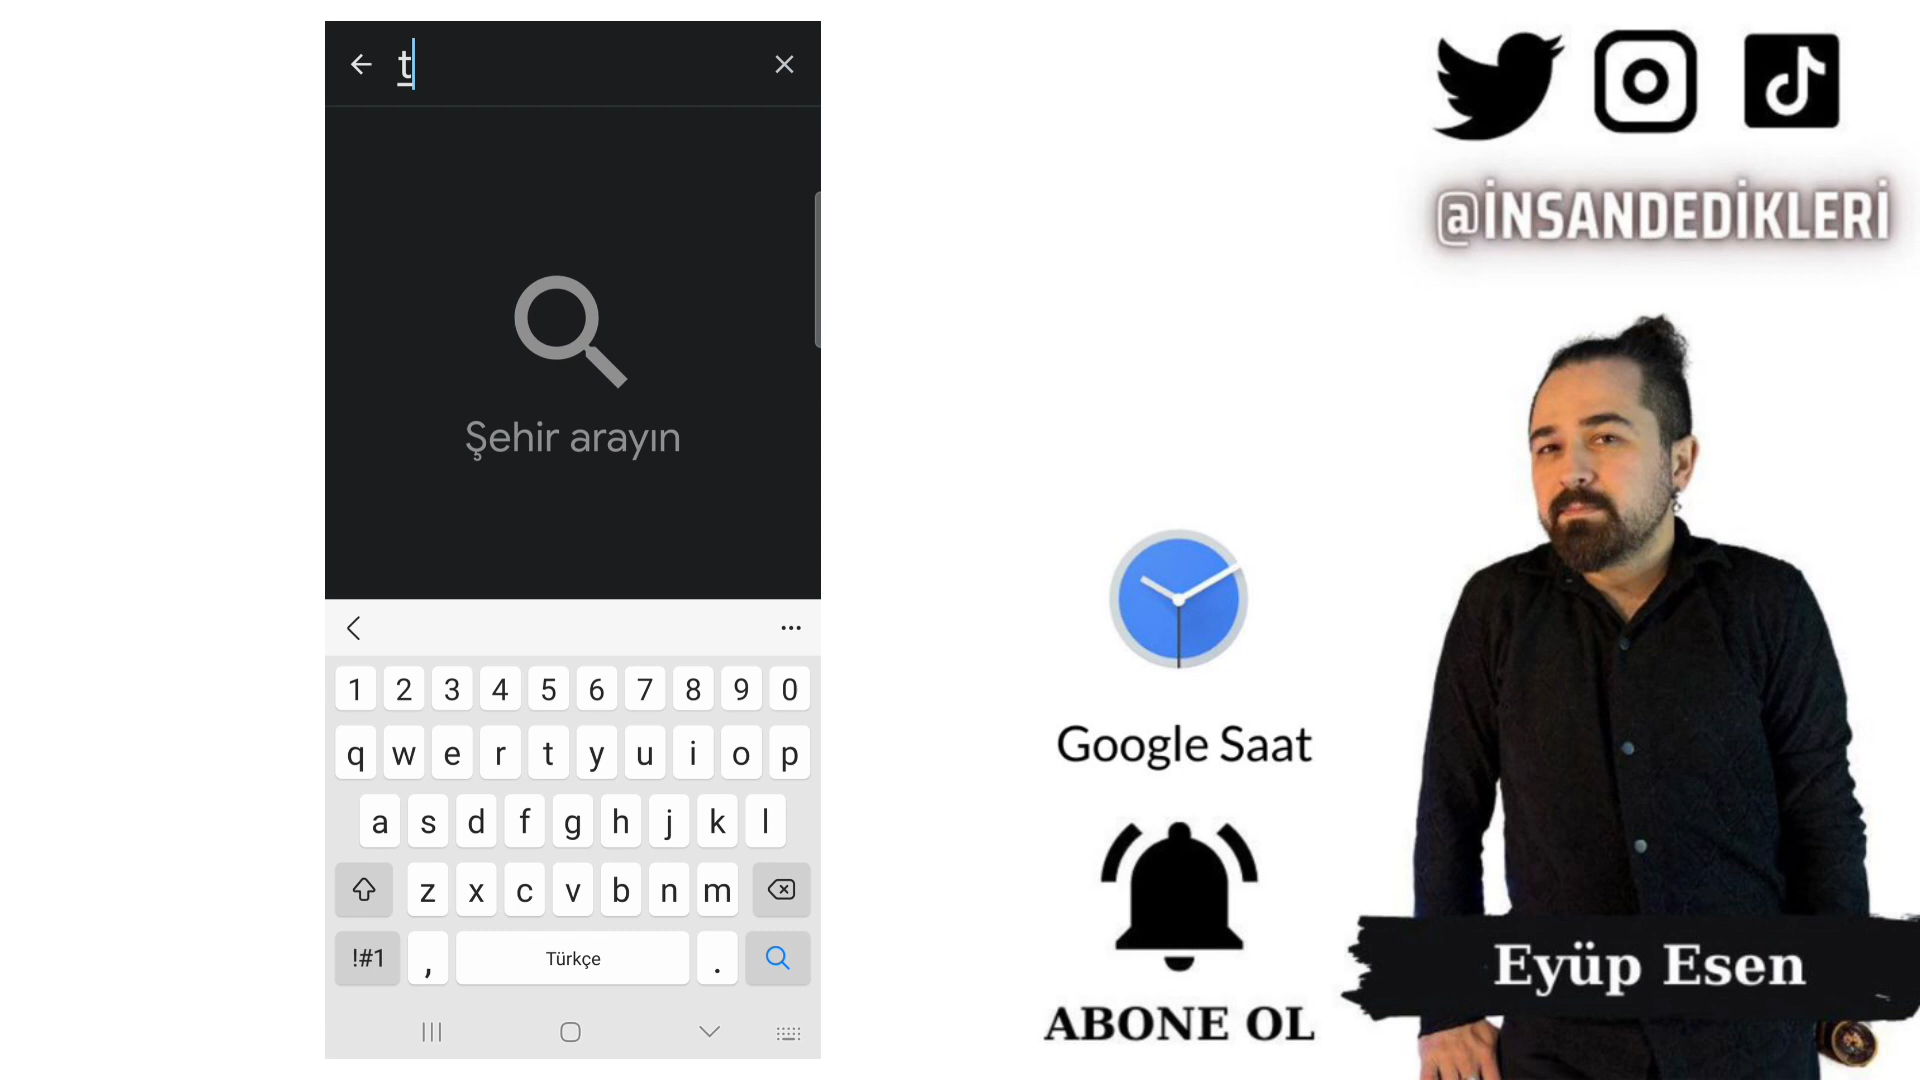 t
Şehir arayın
1 2 3 4 5 6 7 8 9 0
q w e r t y u i o p
a s d f g h j k l
z x c v b n m
!#1 , Türkçe .
@İNSANDEDİKLERİ
Google Saat
ABONE OL
Eyüp Esen